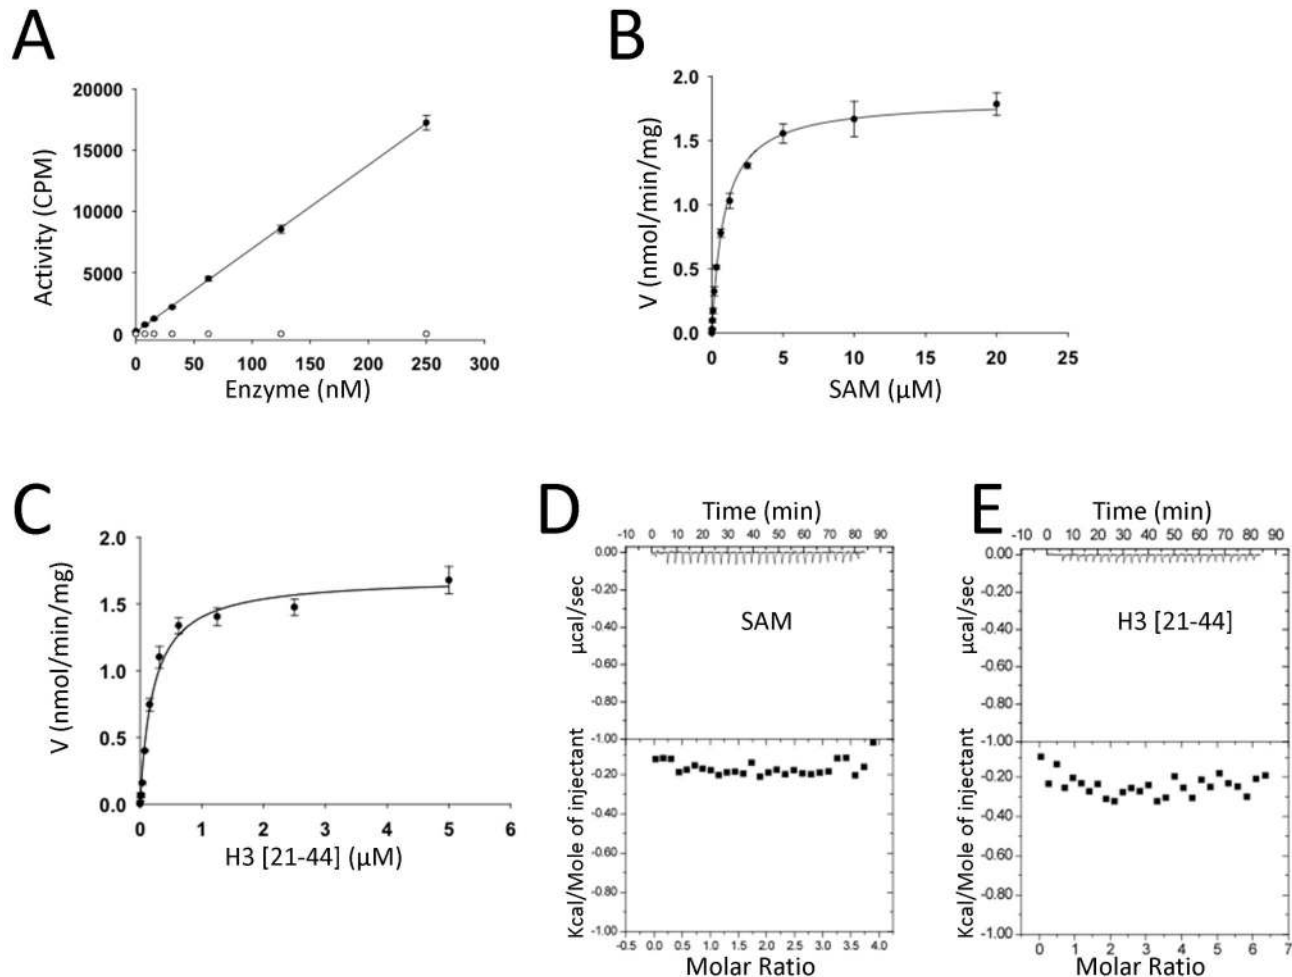 A
20000
15000
10000
5000
0
Activity (CPM)
0 50 100 150 200 250 300
Enzyme (nM)
B
2.0
1.5
1.0
0.5
0.0
V (nmol/min/mg)
0 5 10 15 20 25
SAM (µM)
C
2.0
1.5
1.0
0.5
0.0
V (nmol/min/mg)
0 1 2 3 4 5 6
H3 [21-44] (µM)
D
Time (min)
-10 0 10 20 30 40 50 60 70 80 90
0.00
-0.20
-0.40
-0.60
-0.80
-1.00
µcal/sec
SAM
-0.20
-0.40
-0.60
-0.80
-1.00
Kcal/Mole of injectant
-0.5 0.0 0.5 1.0 1.5 2.0 2.5 3.0 3.5 4.0
Molar Ratio
E
Time (min)
-10 0 10 20 30 40 50 60 70 80 90
0.00
-0.20
-0.40
-0.60
-0.80
-1.00
µcal/sec
H3 [21-44]
-0.20
-0.40
-0.60
-0.80
-1.00
Kcal/Mole of injectant
0 1 2 3 4 5 6 7
Molar Ratio